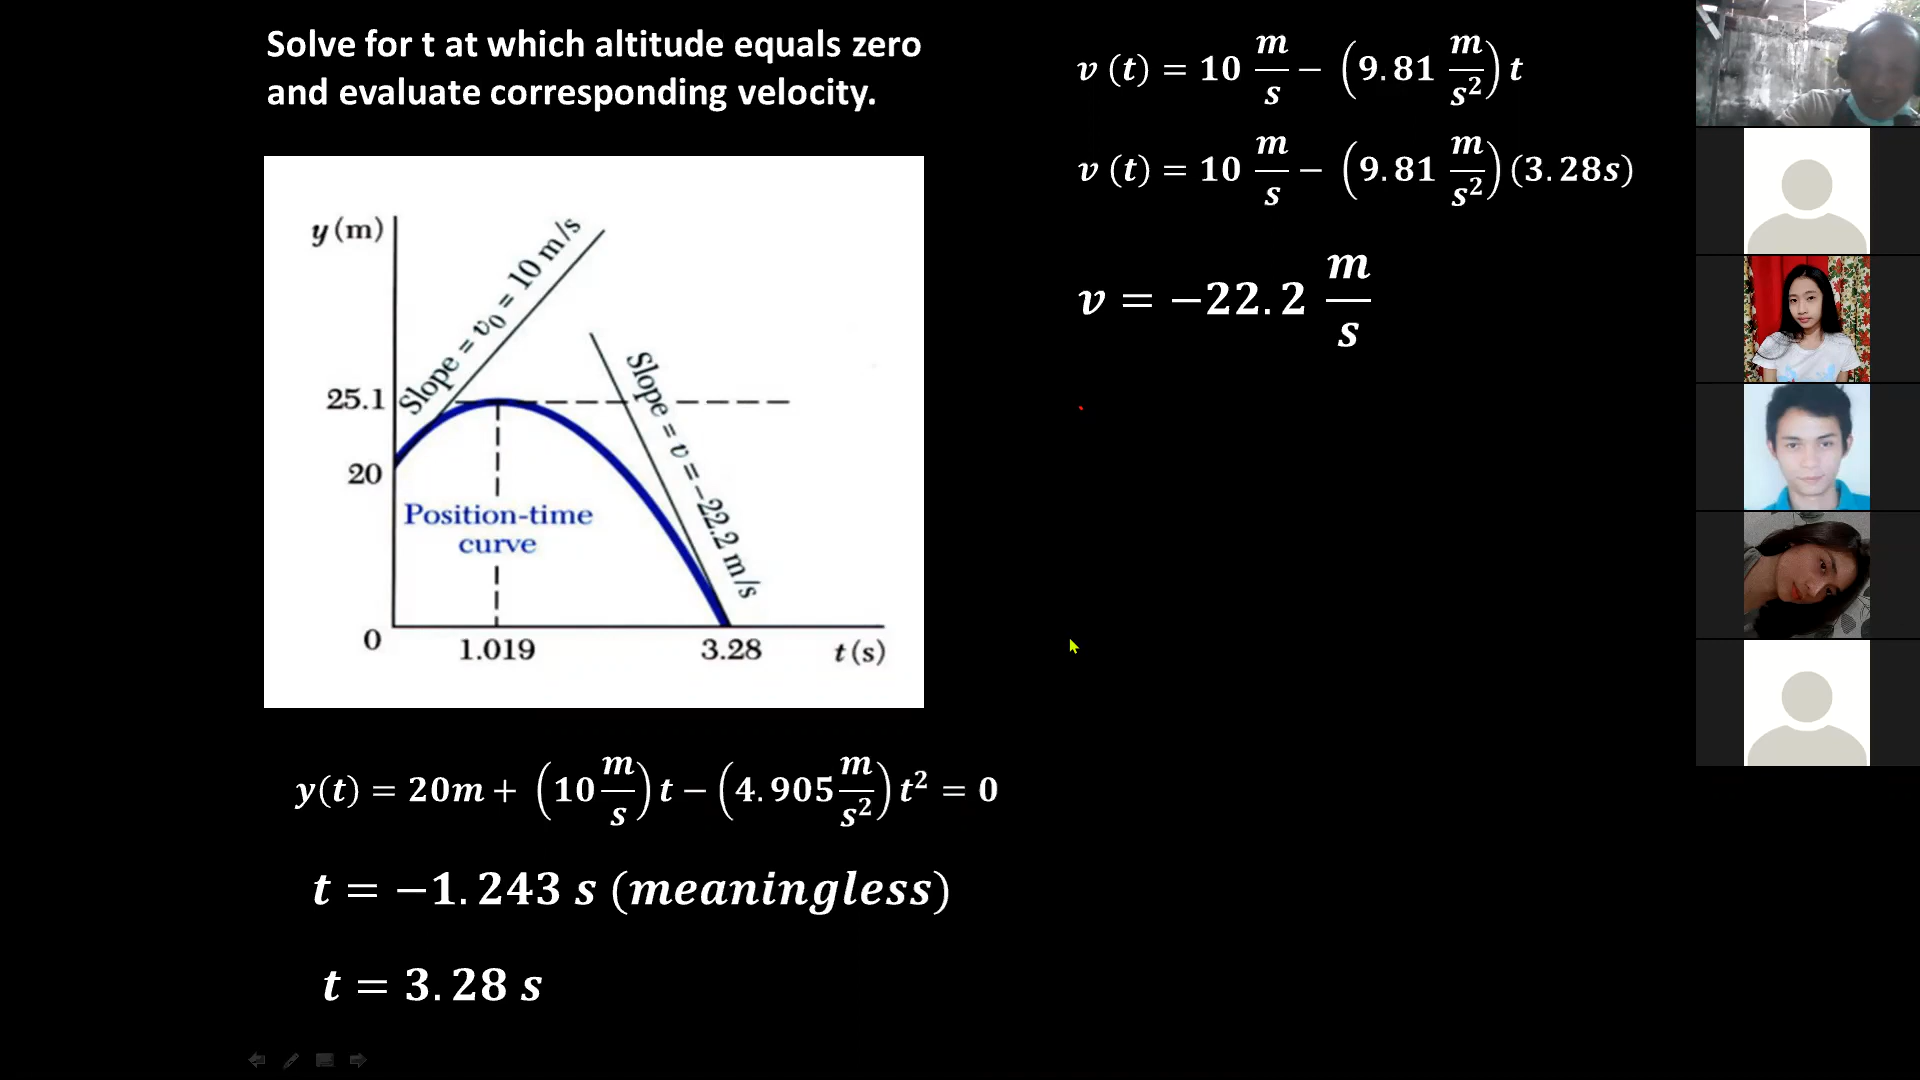 Solve for t at which altitude equals zero
and evaluate corresponding velocity.
y (m)
Slope = v₀ = 10 m/s
25.1
Slope = v = −22.2 m/s
20
Position-time
curve
0
1.019
3.28
t (s)
y(t) = 20m + (10 m/s) t − (4.905 m/s²) t² = 0
t = −1.243 s (meaningless)
t = 3.28 s
v (t) = 10 m/s − (9.81 m/s²) t
v (t) = 10 m/s − (9.81 m/s²) (3.28s)
v = −22.2 m/s